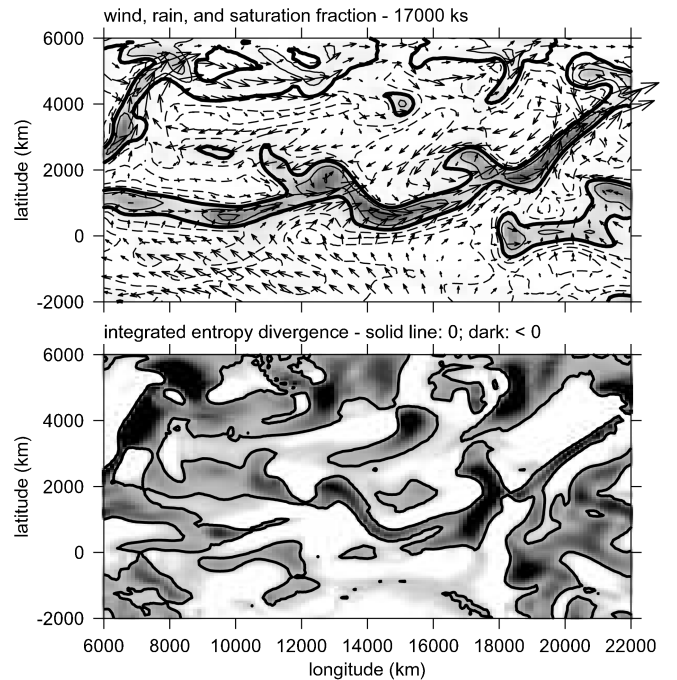 wind, rain, and saturation fraction - 17000 ks
6000
4000
2000
0
-2000
latitude (km)
integrated entropy divergence - solid line: 0; dark: < 0
6000
4000
2000
0
-2000
latitude (km)
6000 8000 10000 12000 14000 16000 18000 20000 22000
longitude (km)